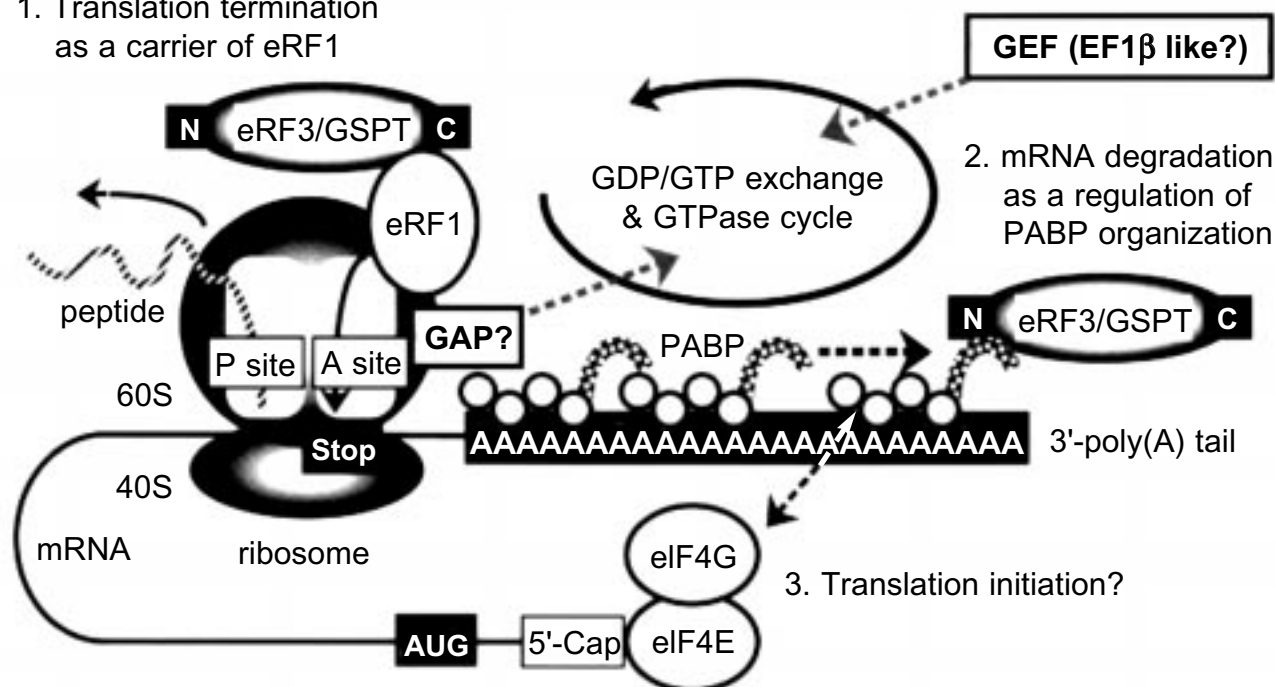 1. Translation termination
as a carrier of eRF1
GEF (EF1β like?)
N eRF3/GSPT C
2. mRNA degradation
as a regulation of
PABP organization
GDP/GTP exchange
& GTPase cycle
eRF1
peptide
N eRF3/GSPT C
GAP?
PABP
P site
A site
60S
AAAAAAAAAAAAAAAAAAAAAAAA
3'-poly(A) tail
Stop
40S
mRNA
ribosome
eIF4G
3. Translation initiation?
AUG
5'-Cap
eIF4E